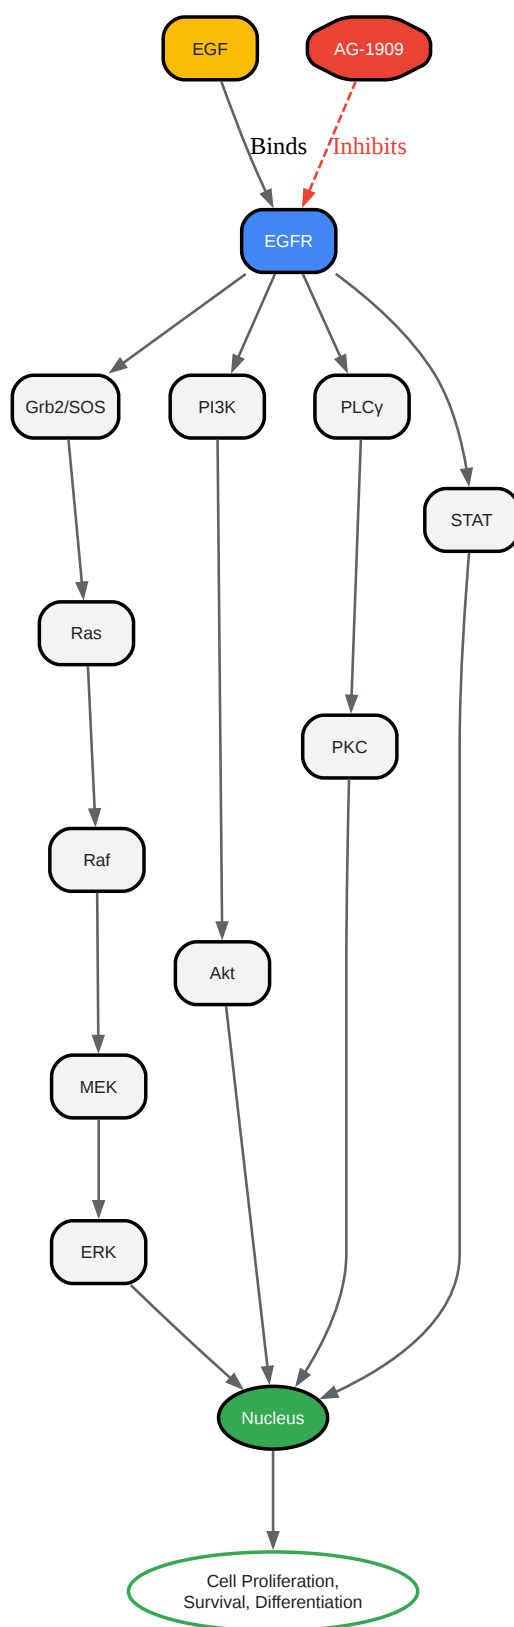 EGF
AG-1909
Binds
Inhibits
EGFR
Grb2/SOS
PI3K
PLCγ
STAT
Ras
PKC
Raf
Akt
MEK
ERK
Nucleus
Cell Proliferation,
Survival, Differentiation